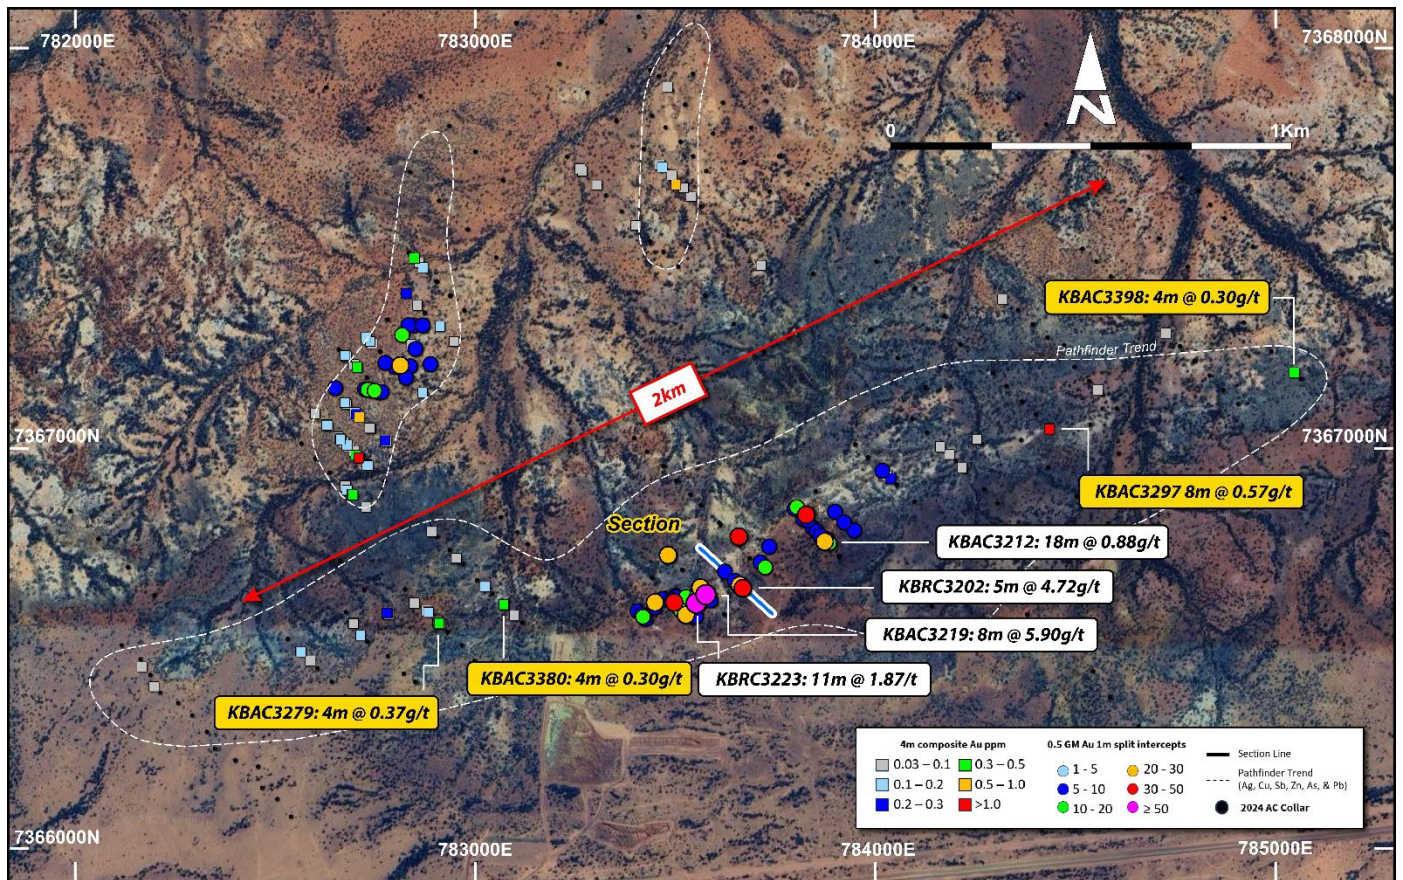 782000E
783000E
784000E
7368000N
N
0
1Km
KBAC3398: 4m @ 0.30g/t
Pathfinder Trend
2km
7367000N
7367000N
KBAC3297 8m @ 0.57g/t
Section
KBAC3212: 18m @ 0.88g/t
KBRC3202: 5m @ 4.72g/t
KBAC3219: 8m @ 5.90g/t
KBAC3380: 4m @ 0.30g/t
KBRC3223: 11m @ 1.87/t
KBAC3279: 4m @ 0.37g/t
4m composite Au ppm
0.03 – 0.1
0.3 – 0.5
0.1 – 0.2
0.5 – 1.0
0.2 – 0.3
>1.0
0.5 GM Au 1m split intercepts
1 - 5
20 - 30
5 - 10
30 - 50
10 - 20
≥ 50
Section Line
Pathfinder Trend
(Ag, Cu, Sb, Zn, As, & Pb)
2024 AC Collar
7366000N
783000E
784000E
785000E